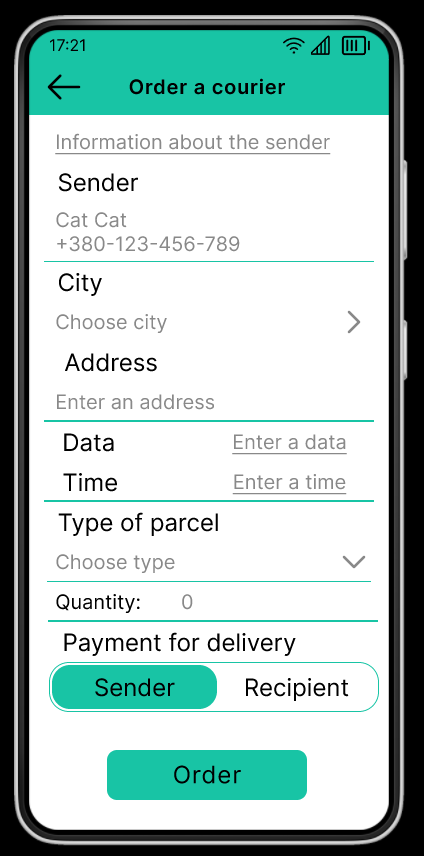 17:21
Order a courier
Information about the sender
Sender
Cat Cat
+380-123-456-789
City
Choose city
Address
Enter an address
Data Enter a data
Time Enter a time
Type of parcel
Choose type
Quantity: 0
Payment for delivery
Sender Recipient
Order